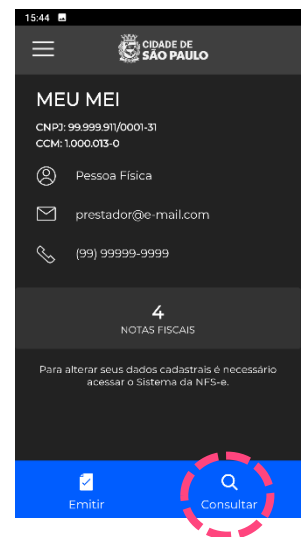 15:44
CIDADE DE
SÃO PAULO
MEU MEI
CNPJ: 99.999.911/0001-31
CCM: 1.000.013-0
Pessoa Física
prestador@e-mail.com
(99) 99999-9999
4
NOTAS FISCAIS
Para alterar seus dados cadastrais é necessário
acessar o Sistema da NFS-e.
Emitir
Consultar